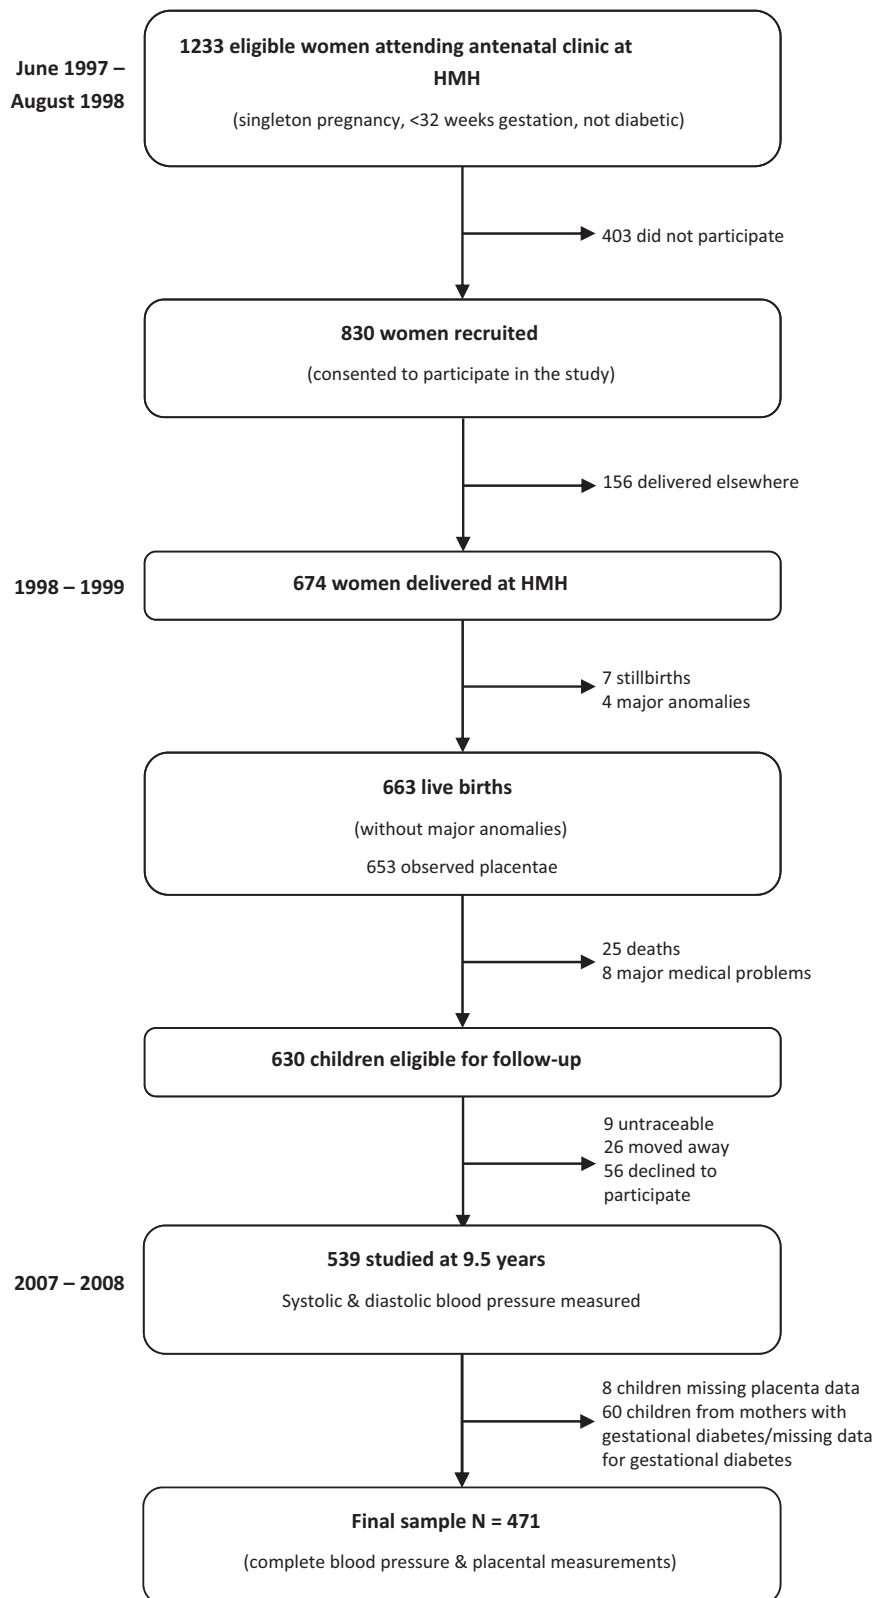 1233 eligible women attending antenatal clinic at
HMH
(singleton pregnancy, <32 weeks gestation, not diabetic)
June 1997 –
August 1998
403 did not participate
830 women recruited
(consented to participate in the study)
156 delivered elsewhere
1998 – 1999
674 women delivered at HMH
7 stillbirths
4 major anomalies
663 live births
(without major anomalies)
653 observed placentae
25 deaths
8 major medical problems
630 children eligible for follow-up
9 untraceable
26 moved away
56 declined to
participate
2007 – 2008
539 studied at 9.5 years
Systolic & diastolic blood pressure measured
8 children missing placenta data
60 children from mothers with
gestational diabetes/missing data
for gestational diabetes
Final sample N = 471
(complete blood pressure & placental measurements)